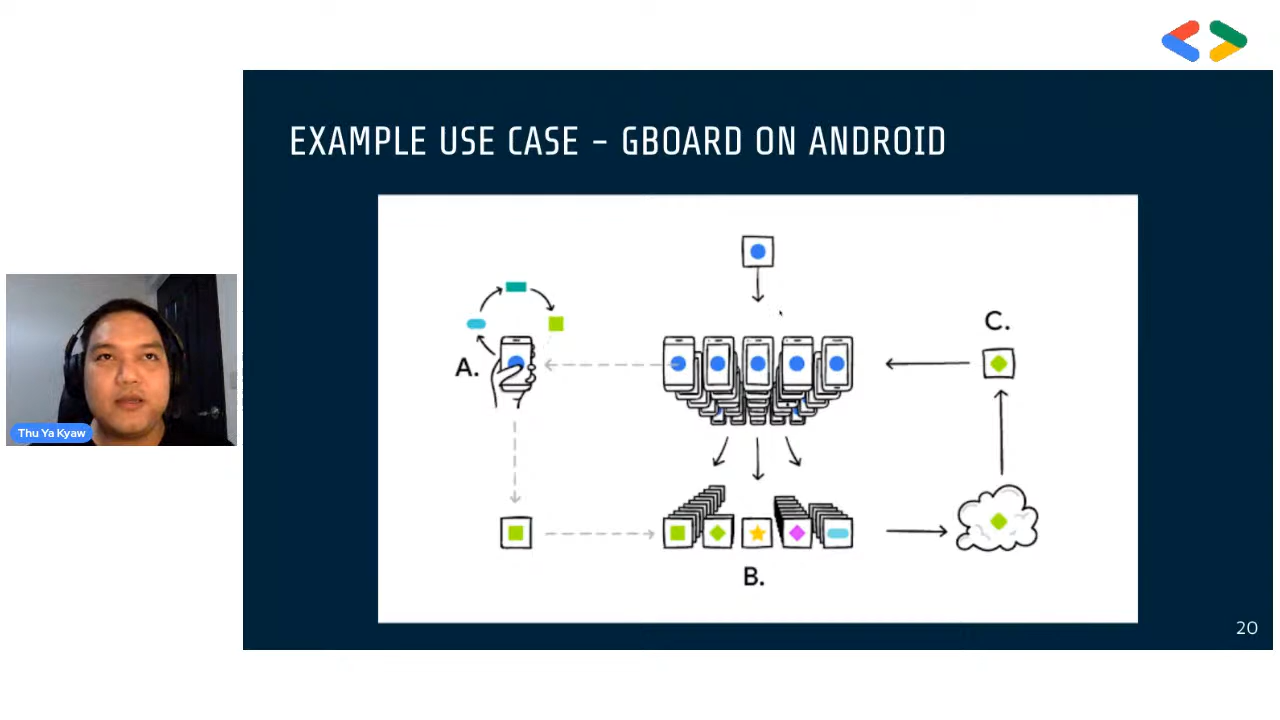 EXAMPLE USE CASE – GBOARD ON ANDROID
C.
A.
Thu Ya Kyaw
B.
20